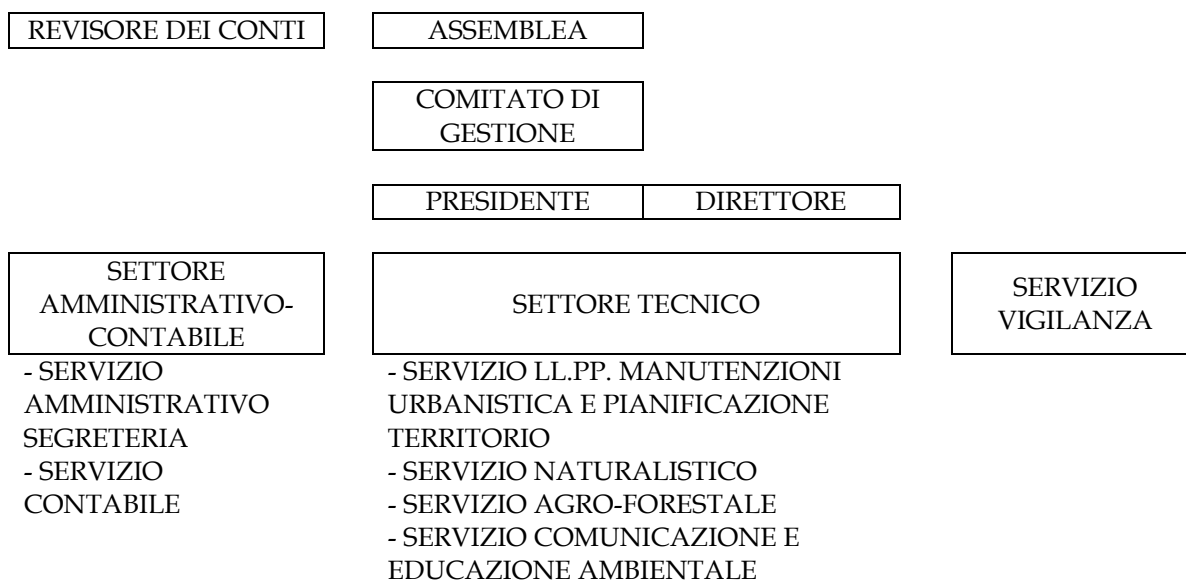 REVISORE DEI CONTI
ASSEMBLEA
COMITATO DI
GESTIONE
PRESIDENTE
DIRETTORE
SETTORE
AMMINISTRATIVO-
CONTABILE
- SERVIZIO
AMMINISTRATIVO
SEGRETERIA
- SERVIZIO
CONTABILE
SETTORE TECNICO
- SERVIZIO LL.PP. MANUTENZIONI
URBANISTICA E PIANIFICAZIONE
TERRITORIO
- SERVIZIO NATURALISTICO
- SERVIZIO AGRO-FORESTALE
- SERVIZIO COMUNICAZIONE E
EDUCAZIONE AMBIENTALE
SERVIZIO
VIGILANZA